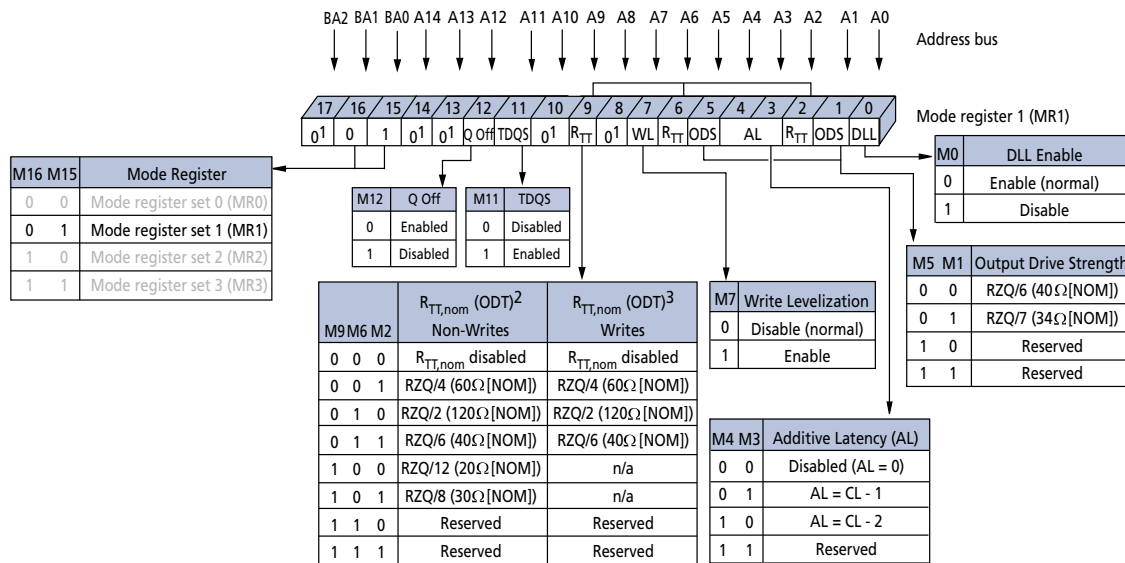 BA2 BA1 BA0 A14 A13 A12 A11 A10 A9 A8 A7 A6 A5 A4 A3 A2 A1 A0
Address bus
17 16 15 14 13 12 11 10 9 8 7 6 5 4 3 2 1 0
Mode register 1 (MR1)
0¹ 0 1 0¹ 0¹ Q Off TDQS 0¹ RTT 0¹ WL RTT ODS AL RTT ODS DLL
M16 M15 Mode Register
0 0 Mode register set 0 (MR0)
0 1 Mode register set 1 (MR1)
1 0 Mode register set 2 (MR2)
1 1 Mode register set 3 (MR3)
M12 Q Off
0 Enabled
1 Disabled
M11 TDQS
0 Disabled
1 Enabled
M0 DLL Enable
0 Enable (normal)
1 Disable
M5 M1 Output Drive Strength
0 0 RZQ/6 (40Ω[NOM])
0 1 RZQ/7 (34Ω[NOM])
1 0 Reserved
1 1 Reserved
M9 M6 M2 RTT,nom (ODT)² Non-Writes RTT,nom (ODT)³ Writes
0 0 0 RTT,nom disabled RTT,nom disabled
0 0 1 RZQ/4 (60Ω[NOM]) RZQ/4 (60Ω[NOM])
0 1 0 RZQ/2 (120Ω[NOM]) RZQ/2 (120Ω[NOM])
0 1 1 RZQ/6 (40Ω[NOM]) RZQ/6 (40Ω[NOM])
1 0 0 RZQ/12 (20Ω[NOM]) n/a
1 0 1 RZQ/8 (30Ω[NOM]) n/a
1 1 0 Reserved Reserved
1 1 1 Reserved Reserved
M7 Write Levelization
0 Disable (normal)
1 Enable
M4 M3 Additive Latency (AL)
0 0 Disabled (AL = 0)
0 1 AL = CL - 1
1 0 AL = CL - 2
1 1 Reserved